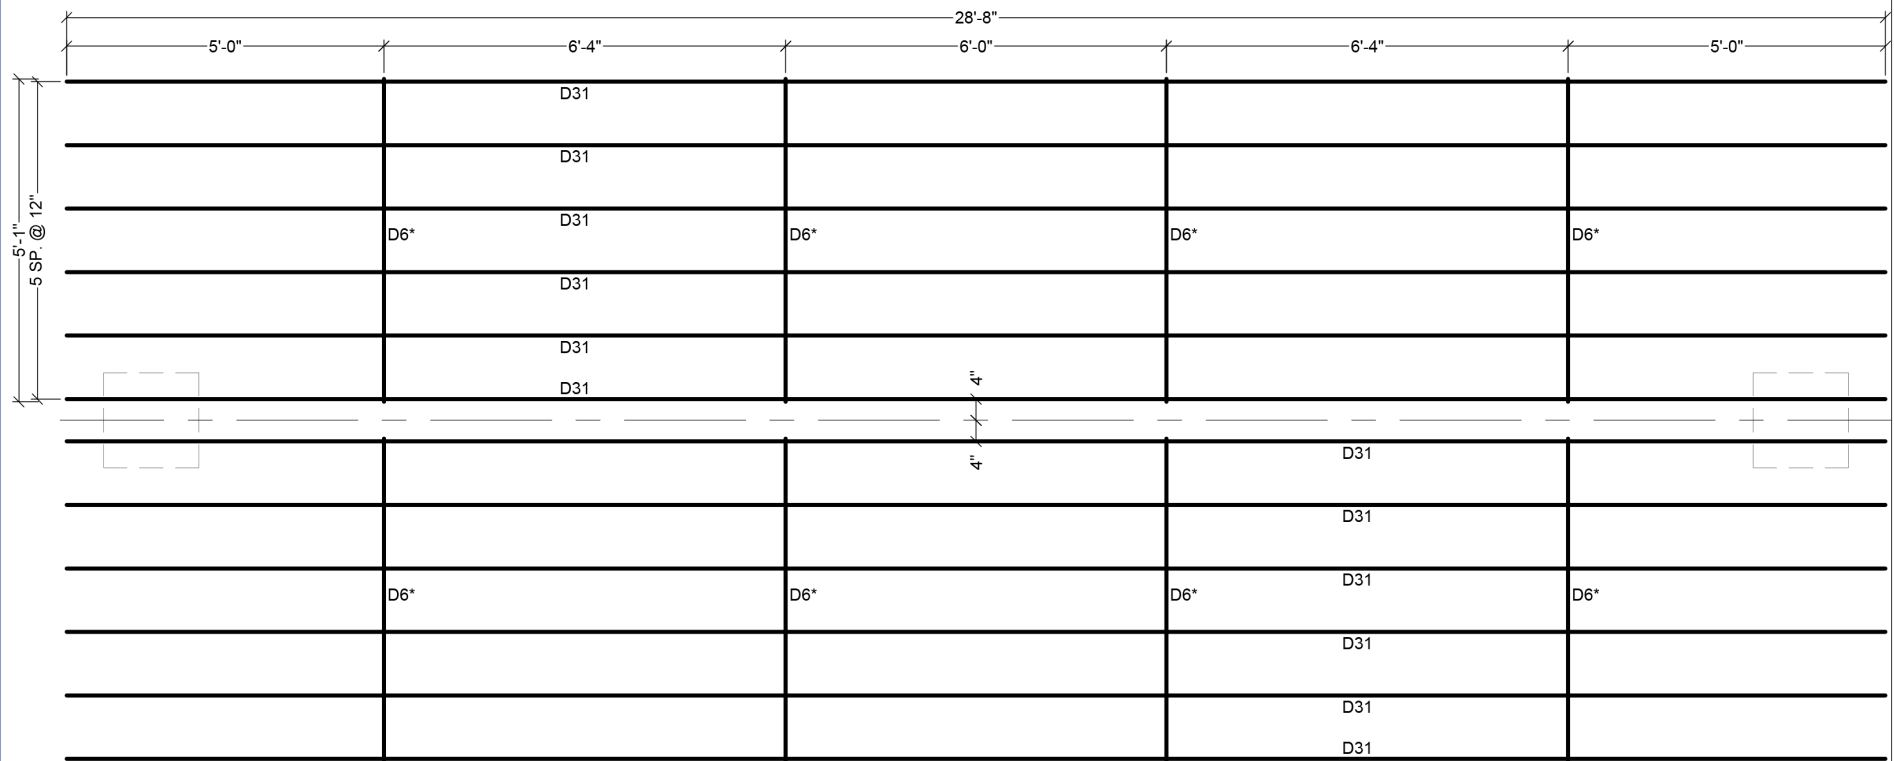 28'-8"
5'-0" 6'-4" 6'-0" 6'-4" 5'-0"
D31
D31
D31
5'-1"
5 SP. @ 12"
D6* D6* D6* D6*
D31
D31
D31
4"
4"
D31
D31
D31
D6* D6* D6* D6*
D31
D31
D31